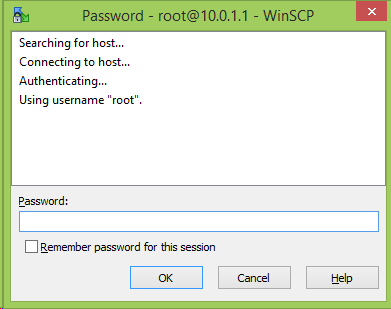 Password - root@10.0.1.1 - WinSCP
Searching for host...
Connecting to host...
Authenticating...
Using username "root".
Password:
Remember password for this session
OK Cancel Help